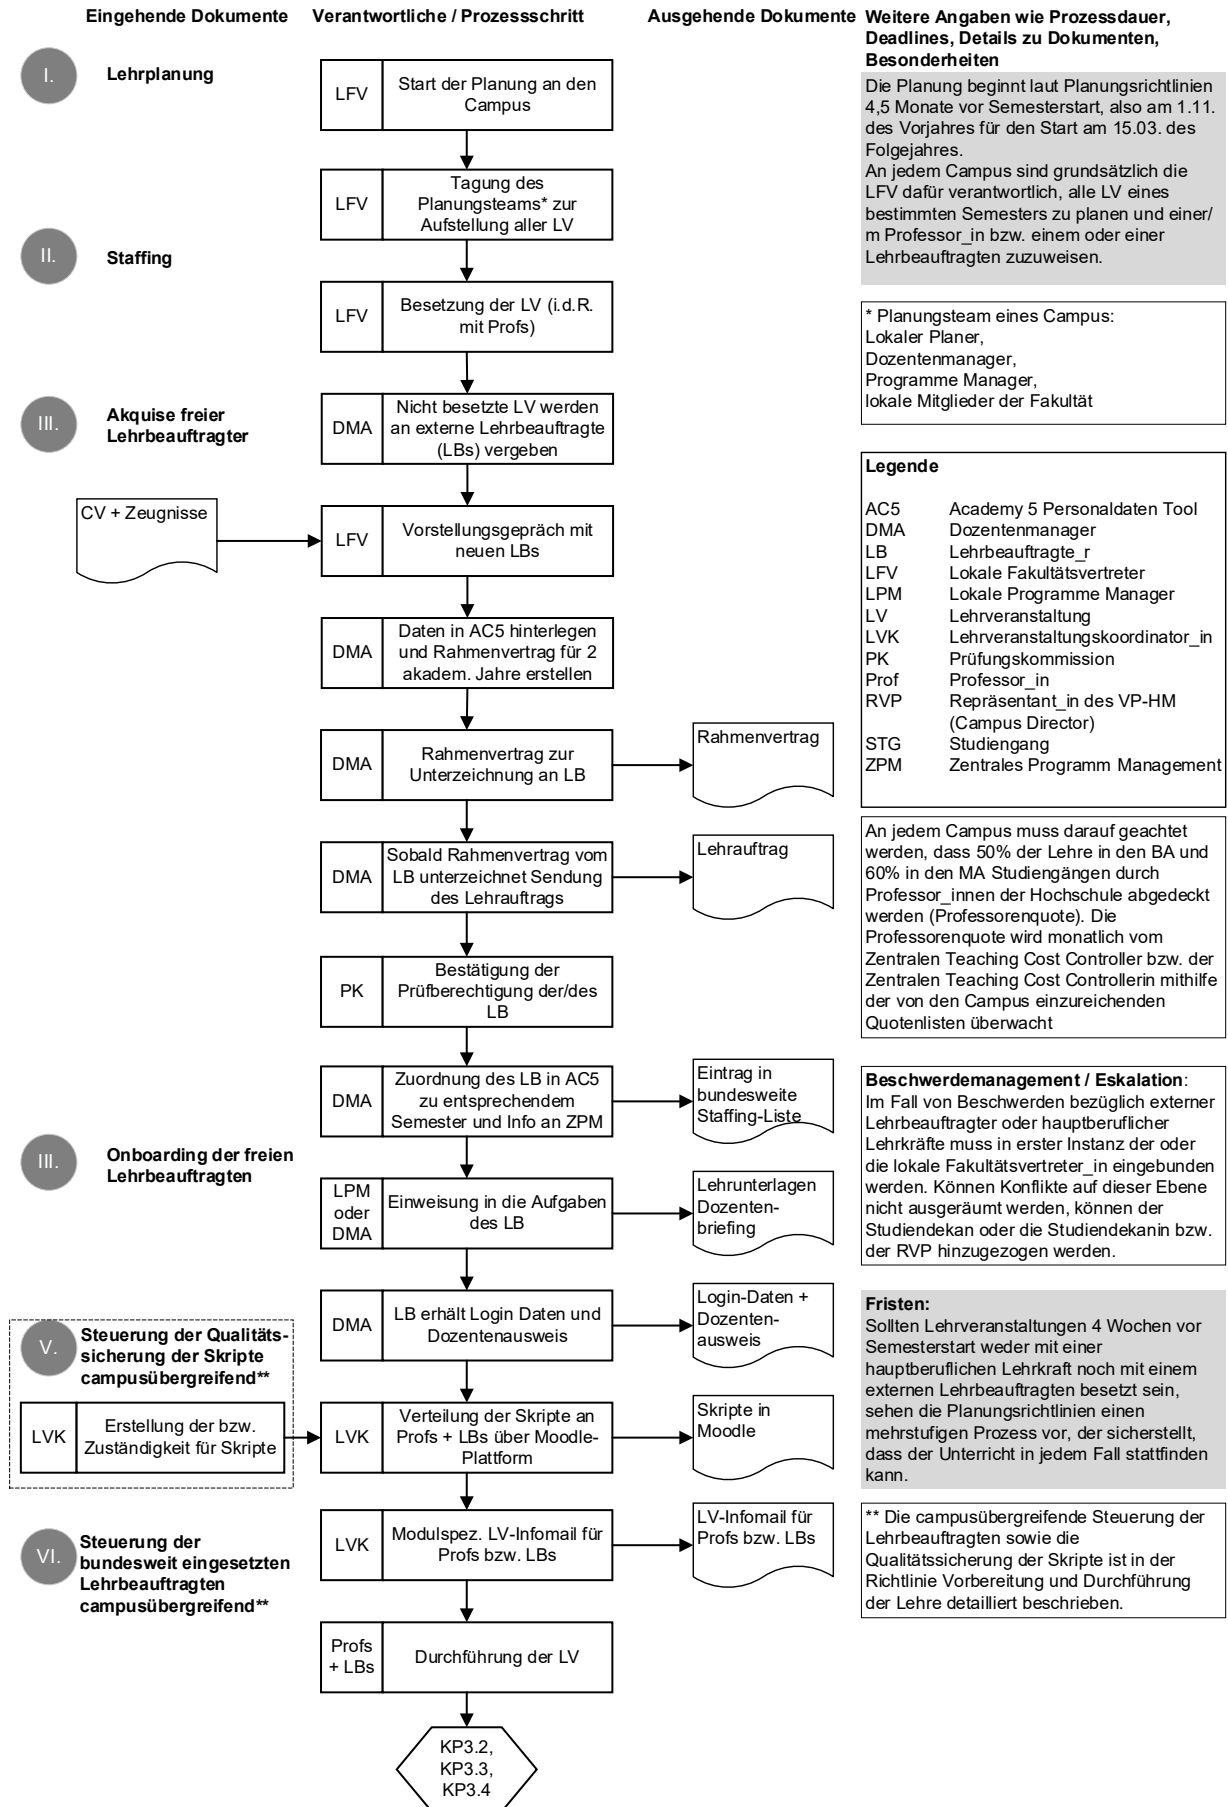 Eingehende Dokumente
Verantwortliche / Prozessschritt
Ausgehende Dokumente
Weitere Angaben wie Prozessdauer,
Deadlines, Details zu Dokumenten,
Besonderheiten
I.
Lehrplanung
LFV
Start der Planung an den
Campus
Die Planung beginnt laut Planungsrichtlinien
4,5 Monate vor Semesterstart, also am 1.11.
des Vorjahres für den Start am 15.03. des
Folgejahres.
An jedem Campus sind grundsätzlich die
LFV dafür verantwortlich, alle LV eines
bestimmten Semesters zu planen und einer/
m Professor_in bzw. einem oder einer
Lehrbeauftragten zuzuweisen.
LFV
Tagung des
Planungsteams* zur
Aufstellung aller LV
II.
Staffing
LFV
Besetzung der LV (i.d.R.
mit Profs)
* Planungsteam eines Campus:
Lokaler Planer,
Dozentenmanager,
Programme Manager,
lokale Mitglieder der Fakultät
III.
Akquise freier
Lehrbeauftragter
DMA
Nicht besetzte LV werden
an externe Lehrbeauftragte
(LBs) vergeben
CV + Zeugnisse
LFV
Vorstellungsgepräch mit
neuen LBs
Legende
AC5 Academy 5 Personaldaten Tool
DMA Dozentenmanager
LB Lehrbeauftragte_r
LFV Lokale Fakultätsvertreter
LPM Lokale Programme Manager
LV Lehrveranstaltung
LVK Lehrveranstaltungskoordinator_in
PK Prüfungskommission
Prof Professor_in
RVP Repräsentant_in des VP-HM
(Campus Director)
STG Studiengang
ZPM Zentrales Programm Management
DMA
Daten in AC5 hinterlegen
und Rahmenvertrag für 2
akadem. Jahre erstellen
DMA
Rahmenvertrag zur
Unterzeichnung an LB
Rahmenvertrag
DMA
Sobald Rahmenvertrag vom
LB unterzeichnet Sendung
des Lehrauftrags
Lehrauftrag
An jedem Campus muss darauf geachtet
werden, dass 50% der Lehre in den BA und
60% in den MA Studiengängen durch
Professor_innen der Hochschule abgedeckt
werden (Professorenquote). Die
Professorenquote wird monatlich vom
Zentralen Teaching Cost Controller bzw. der
Zentralen Teaching Cost Controllerin mithilfe
der von den Campus einzureichenden
Quotenlisten überwacht
PK
Bestätigung der
Prüfberechtigung der/des
LB
DMA
Zuordnung des LB in AC5
zu entsprechendem
Semester und Info an ZPM
Eintrag in
bundesweite
Staffing-Liste
Beschwerdemanagement / Eskalation:
Im Fall von Beschwerden bezüglich externer
Lehrbeauftragter oder hauptberuflicher
Lehrkräfte muss in erster Instanz der oder
die lokale Fakultätsvertreter_in eingebunden
werden. Können Konflikte auf dieser Ebene
nicht ausgeräumt werden, können der
Studiendekan oder die Studiendekanin bzw.
der RVP hinzugezogen werden.
III.
Onboarding der freien
Lehrbeauftragten
LPM
oder
DMA
Einweisung in die Aufgaben
des LB
Lehrunterlagen
Dozenten-
briefing
DMA
LB erhält Login Daten und
Dozentenausweis
Login-Daten +
Dozenten-
ausweis
Fristen:
Sollten Lehrveranstaltungen 4 Wochen vor
Semesterstart weder mit einer
hauptberuflichen Lehrkraft noch mit einem
externen Lehrbeauftragten besetzt sein,
sehen die Planungsrichtlinien einen
mehrstufigen Prozess vor, der sicherstellt,
dass der Unterricht in jedem Fall stattfinden
kann.
V.
Steuerung der Qualitäts-
sicherung der Skripte
campusübergreifend**
LVK
Erstellung der bzw.
Zuständigkeit für Skripte
LVK
Verteilung der Skripte an
Profs + LBs über Moodle-
Plattform
Skripte in
Moodle
VI.
Steuerung der
bundesweit eingesetzten
Lehrbeauftragten
campusübergreifend**
LVK
Modulspez. LV-Infomail für
Profs bzw. LBs
LV-Infomail für
Profs bzw. LBs
** Die campusübergreifende Steuerung der
Lehrbeauftragten sowie die
Qualitätssicherung der Skripte ist in der
Richtlinie Vorbereitung und Durchführung
der Lehre detailliert beschrieben.
Profs
+ LBs
Durchführung der LV
KP3.2,
KP3.3,
KP3.4